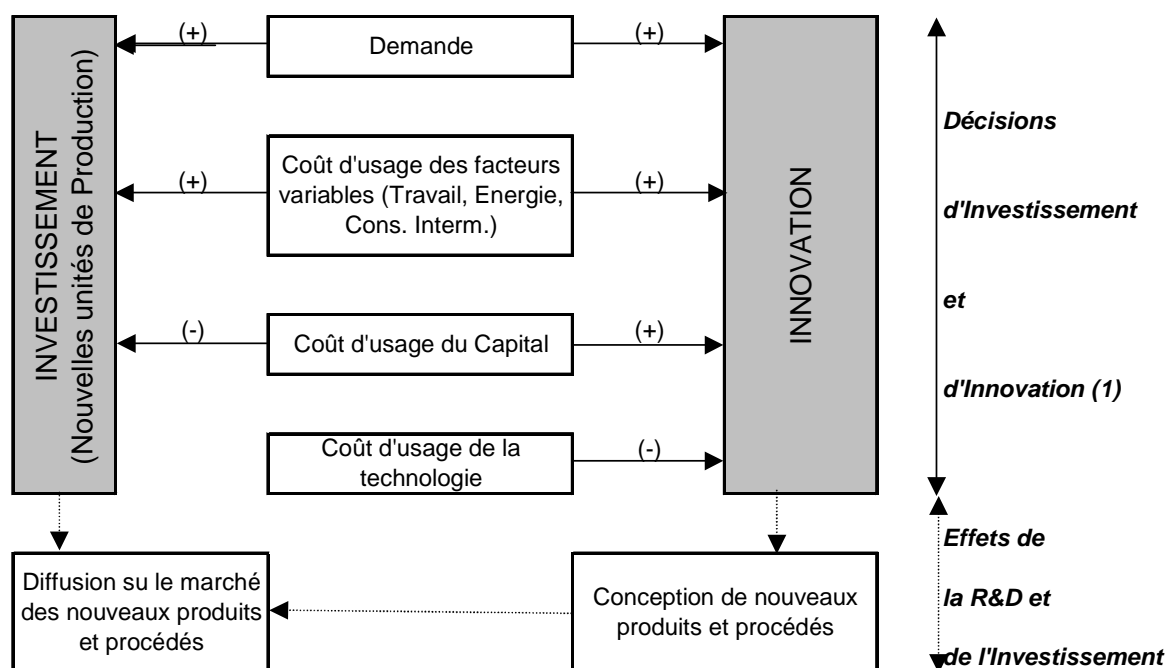 INVESTISSEMENT
(Nouvelles unités de Production)
(+)
Demande
(+)
(+)
Coût d'usage des facteurs
variables (Travail, Energie,
Cons. Interm.)
(+)
(-)
Coût d'usage du Capital
(+)
Coût d'usage de la
technologie
(-)
INNOVATION
Décisions
d'Investissement
et
d'Innovation (1)
Diffusion su le marché
des nouveaux produits
et procédés
Conception de nouveaux
produits et procédés
Effets de
la R&D et
de l'Investissement